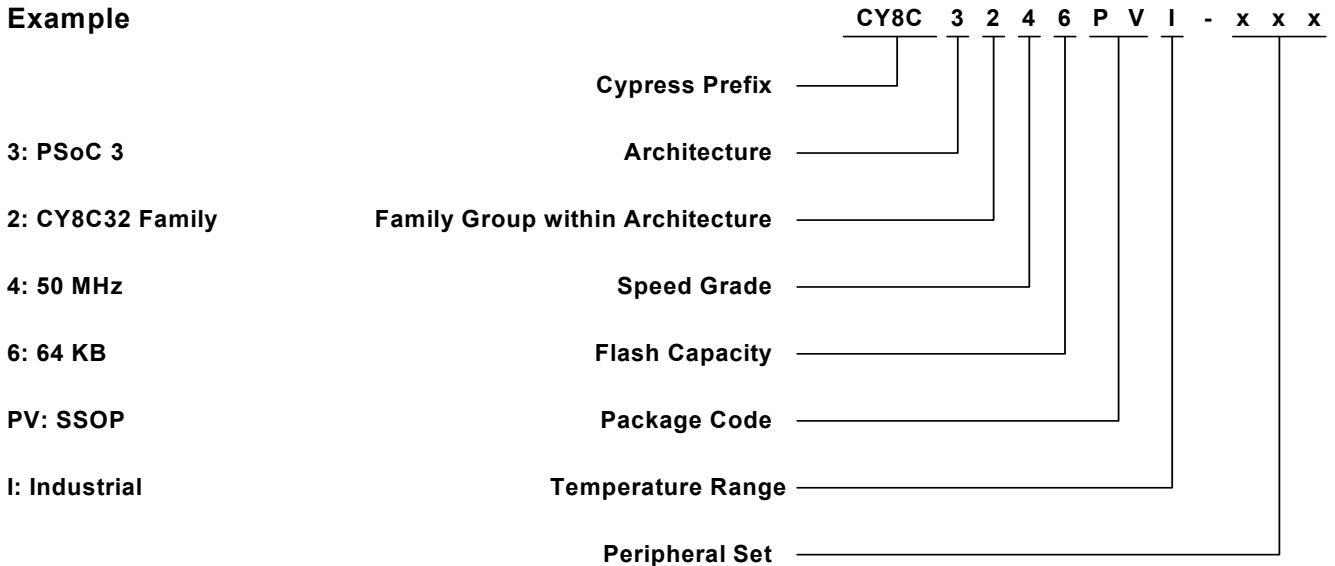 Example CY8C 3 2 4 6 P V I - x x x
Cypress Prefix
3: PSoC 3 Architecture
2: CY8C32 Family Family Group within Architecture
4: 50 MHz Speed Grade
6: 64 KB Flash Capacity
PV: SSOP Package Code
I: Industrial Temperature Range
Peripheral Set